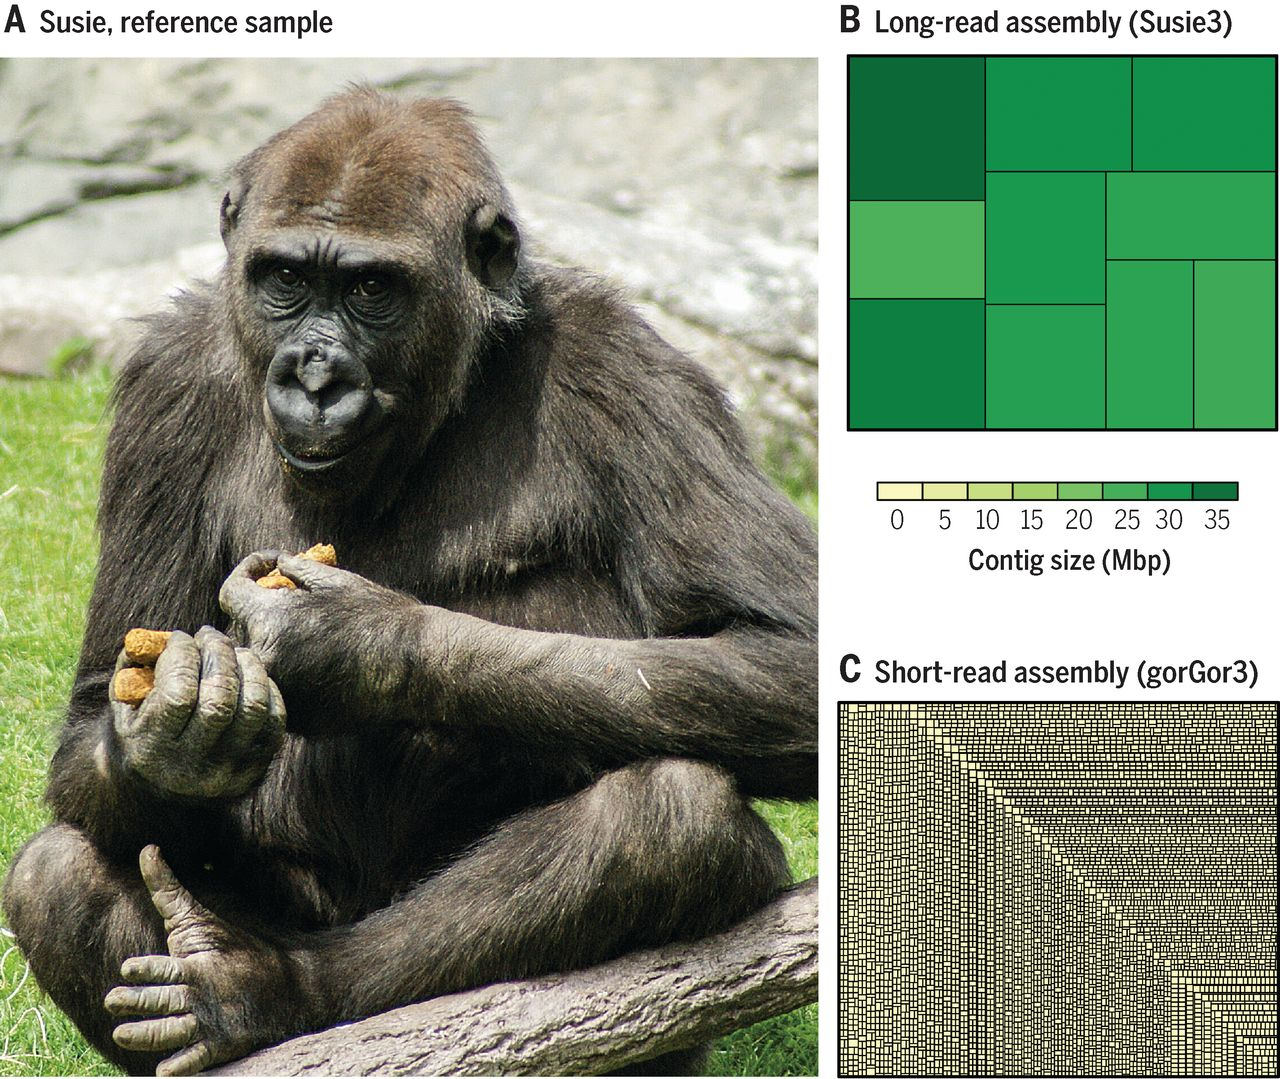 A Susie, reference sample
B Long-read assembly (Susie3)
0 5 10 15 20 25 30 35
Contig size (Mbp)
C Short-read assembly (gorGor3)